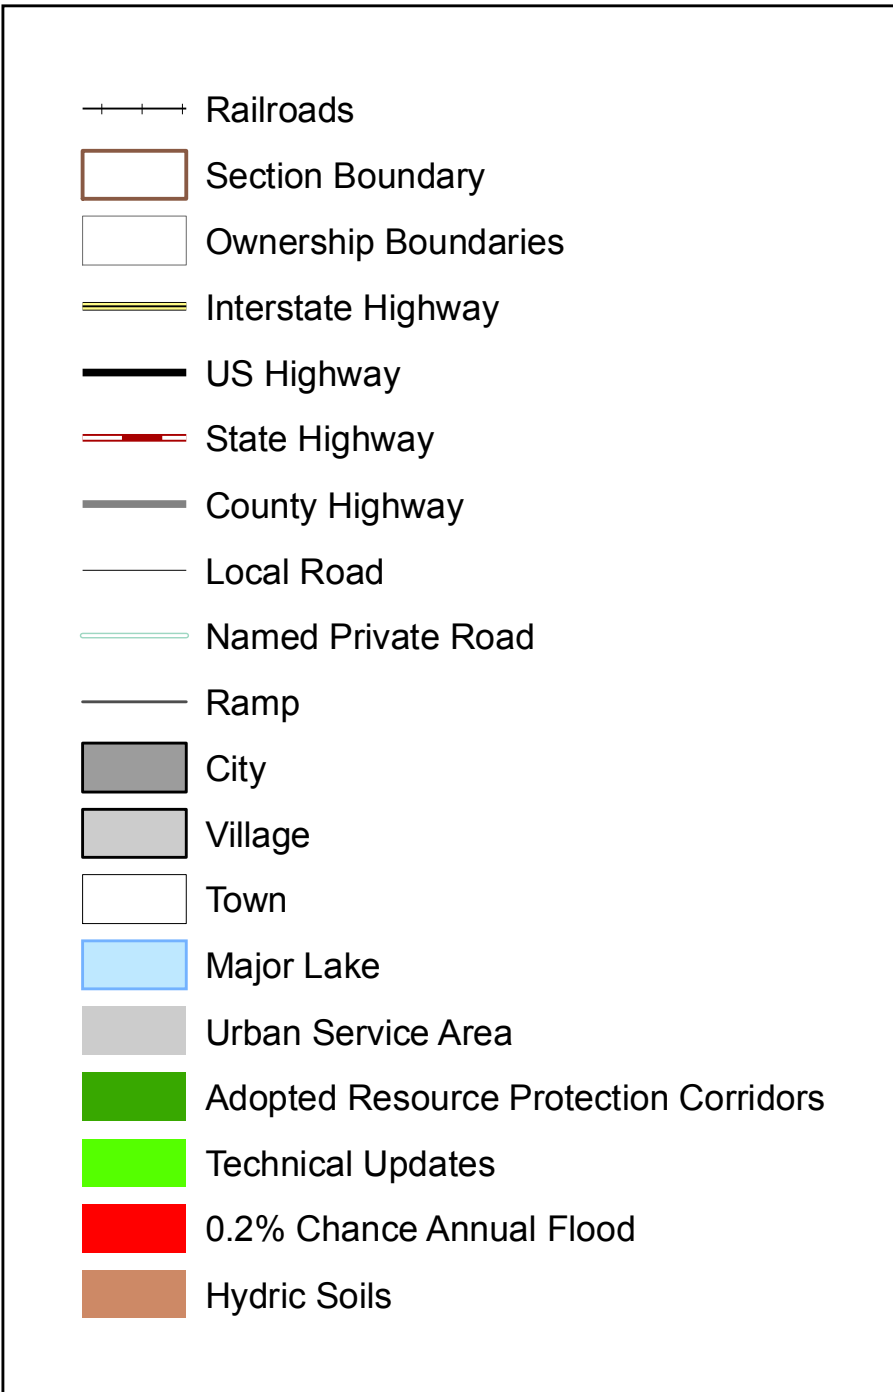 Railroads
Section Boundary
Ownership Boundaries
Interstate Highway
US Highway
State Highway
County Highway
Local Road
Named Private Road
Ramp
City
Village
Town
Major Lake
Urban Service Area
Adopted Resource Protection Corridors
Technical Updates
0.2% Chance Annual Flood
Hydric Soils